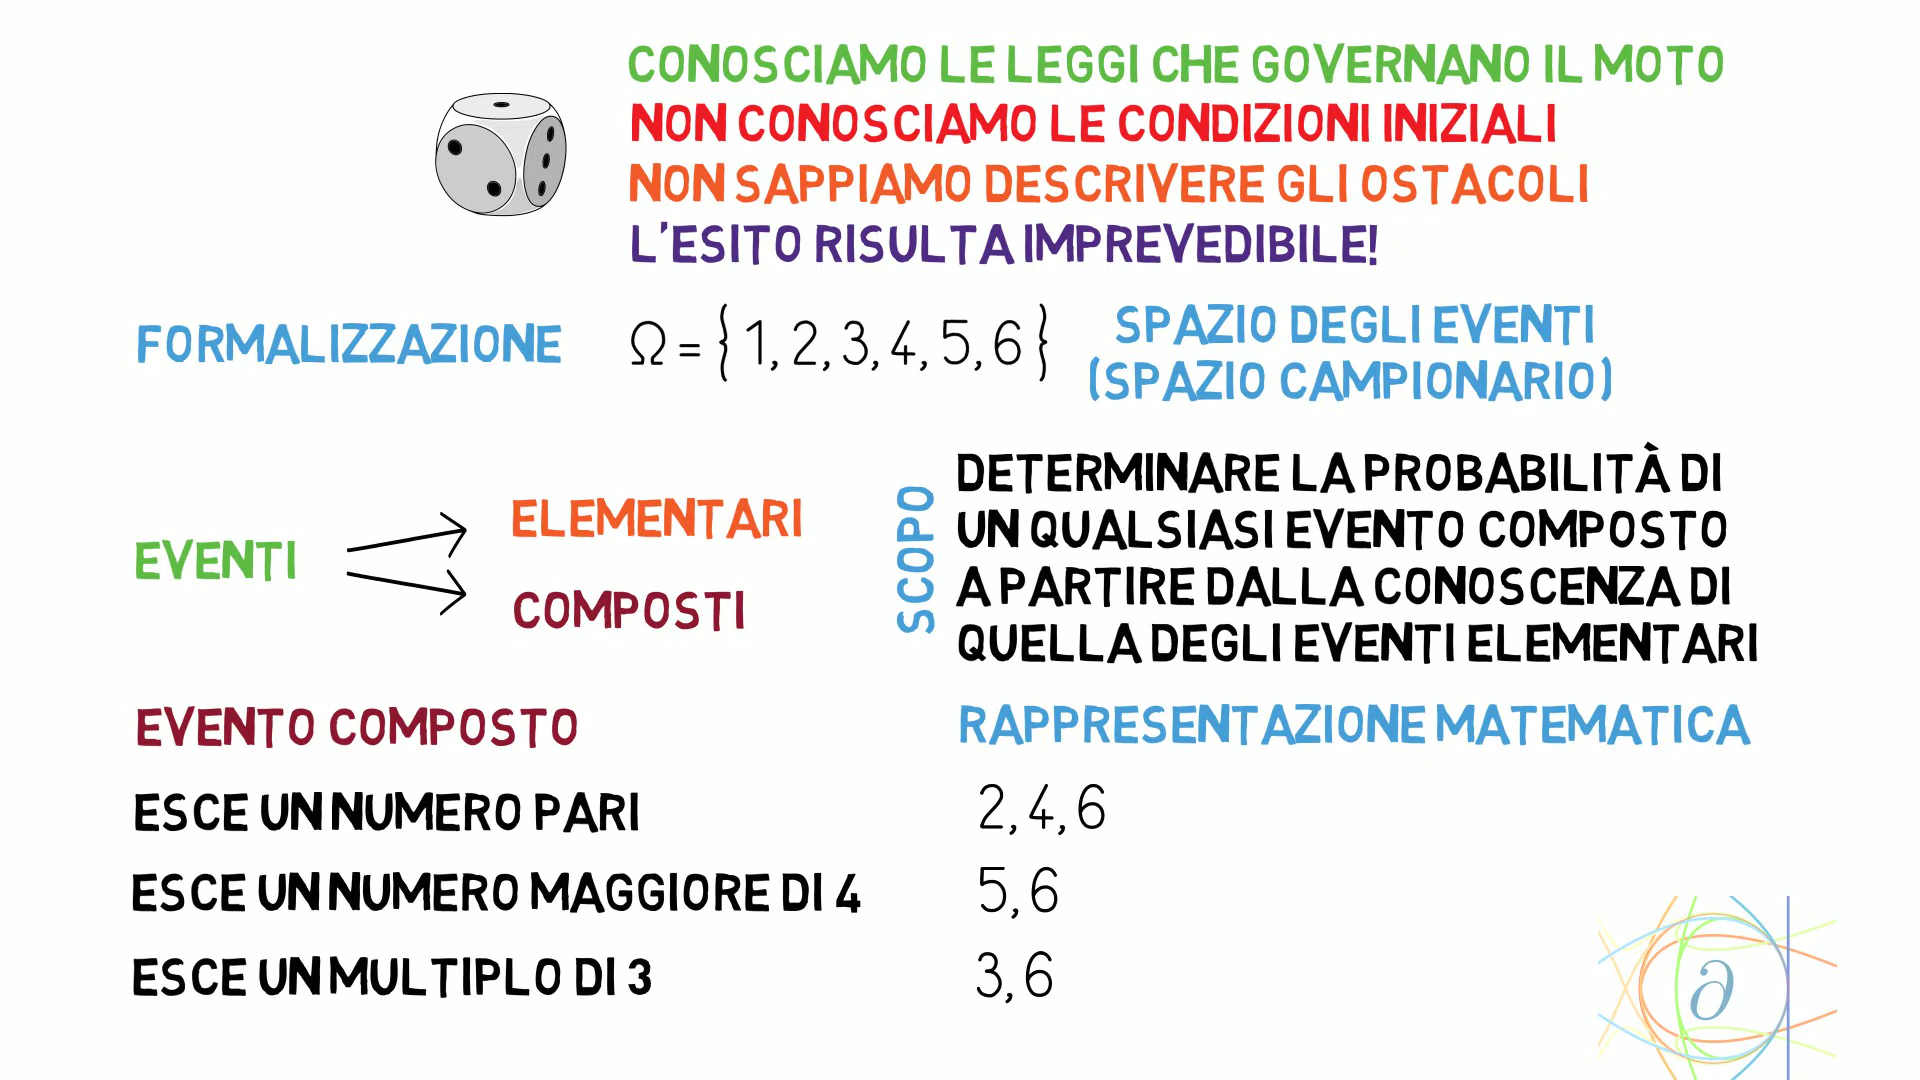 CONOSCIAMO LE LEGGI CHE GOVERNANO IL MOTO
NON CONOSCIAMO LE CONDIZIONI INIZIALI
NON SAPPIAMO DESCRIVERE GLI OSTACOLI
L'ESITO RISULTA IMPREVEDIBILE!
FORMALIZZAZIONE
Ω = { 1, 2, 3, 4, 5, 6 }
SPAZIO DEGLI EVENTI
(SPAZIO CAMPIONARIO)
EVENTI
ELEMENTARI
COMPOSTI
SCOPO
DETERMINARE LA PROBABILITÀ DI
UN QUALSIASI EVENTO COMPOSTO
A PARTIRE DALLA CONOSCENZA DI
QUELLA DEGLI EVENTI ELEMENTARI
EVENTO COMPOSTO
RAPPRESENTAZIONE MATEMATICA
ESCE UN NUMERO PARI
2, 4, 6
ESCE UN NUMERO MAGGIORE DI 4
5, 6
ESCE UN MULTIPLO DI 3
3, 6
∂